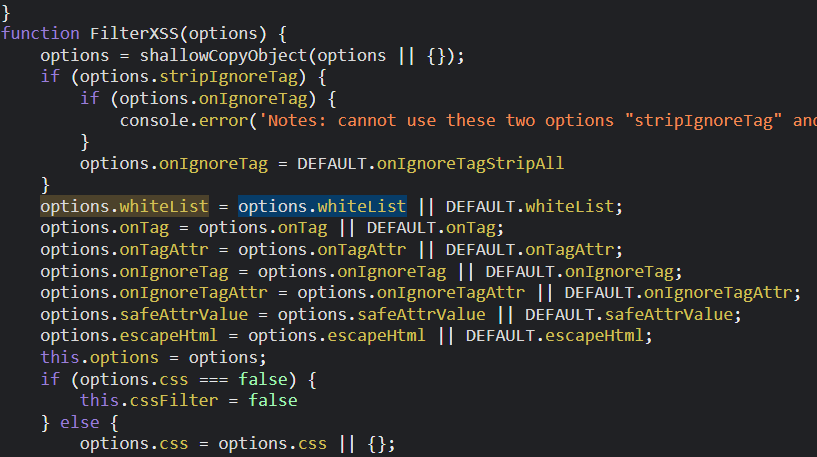 }
function FilterXSS(options) {
    options = shallowCopyObject(options || {});
    if (options.stripIgnoreTag) {
        if (options.onIgnoreTag) {
            console.error('Notes: cannot use these two options "stripIgnoreTag" and
        }
        options.onIgnoreTag = DEFAULT.onIgnoreTagStripAll
    }
    options.whiteList = options.whiteList || DEFAULT.whiteList;
    options.onTag = options.onTag || DEFAULT.onTag;
    options.onTagAttr = options.onTagAttr || DEFAULT.onTagAttr;
    options.onIgnoreTag = options.onIgnoreTag || DEFAULT.onIgnoreTag;
    options.onIgnoreTagAttr = options.onIgnoreTagAttr || DEFAULT.onIgnoreTagAttr;
    options.safeAttrValue = options.safeAttrValue || DEFAULT.safeAttrValue;
    options.escapeHtml = options.escapeHtml || DEFAULT.escapeHtml;
    this.options = options;
    if (options.css === false) {
        this.cssFilter = false
    } else {
        options.css = options.css || {};